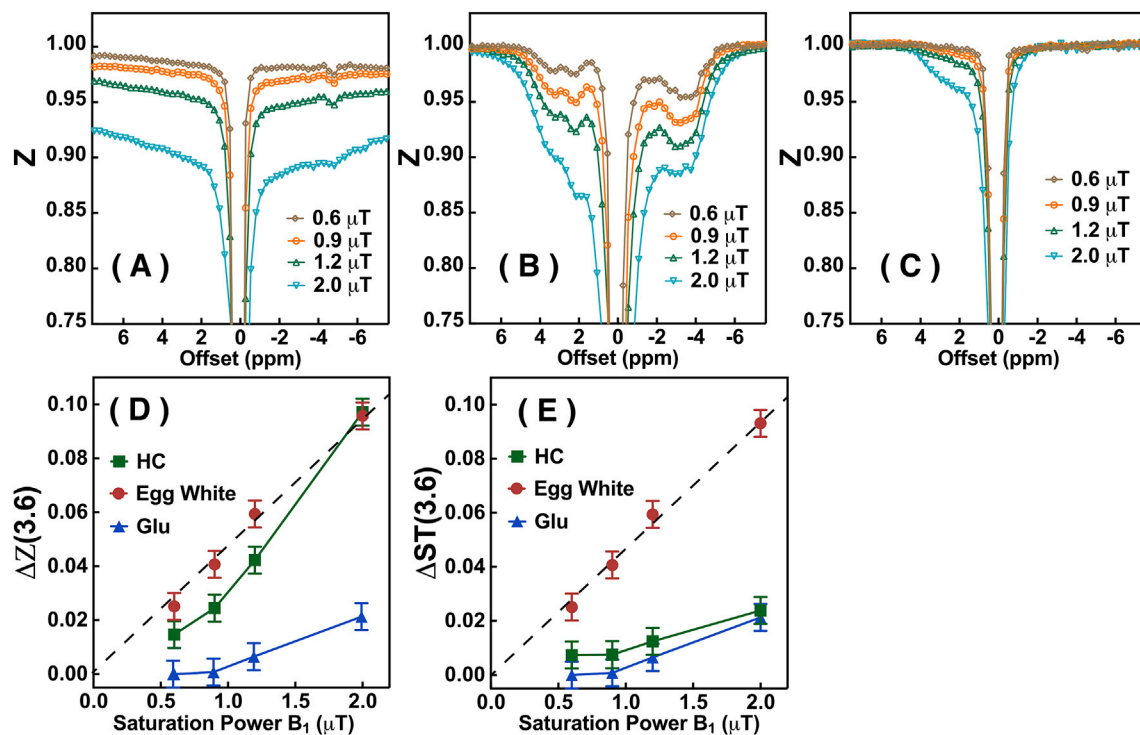 Z
1.00
0.95
0.90
0.85
0.80
0.75
( A )
0.6 μT
0.9 μT
1.2 μT
2.0 μT
6 4 2 0 -2 -4 -6
Offset (ppm)
Z
1.00
0.95
0.90
0.85
0.80
0.75
( B )
0.6 μT
0.9 μT
1.2 μT
2.0 μT
6 4 2 0 -2 -4 -6
Offset (ppm)
Z
1.00
0.95
0.90
0.85
0.80
0.75
( C )
0.6 μT
0.9 μT
1.2 μT
2.0 μT
6 4 2 0 -2 -4 -6
Offset (ppm)
ΔZ(3.6)
0.10
0.08
0.06
0.04
0.02
0.00
( D )
HC
Egg White
Glu
0.0 0.5 1.0 1.5 2.0
Saturation Power B1 (μT)
ΔST(3.6)
0.10
0.08
0.06
0.04
0.02
0.00
( E )
HC
Egg White
Glu
0.0 0.5 1.0 1.5 2.0
Saturation Power B1 (μT)